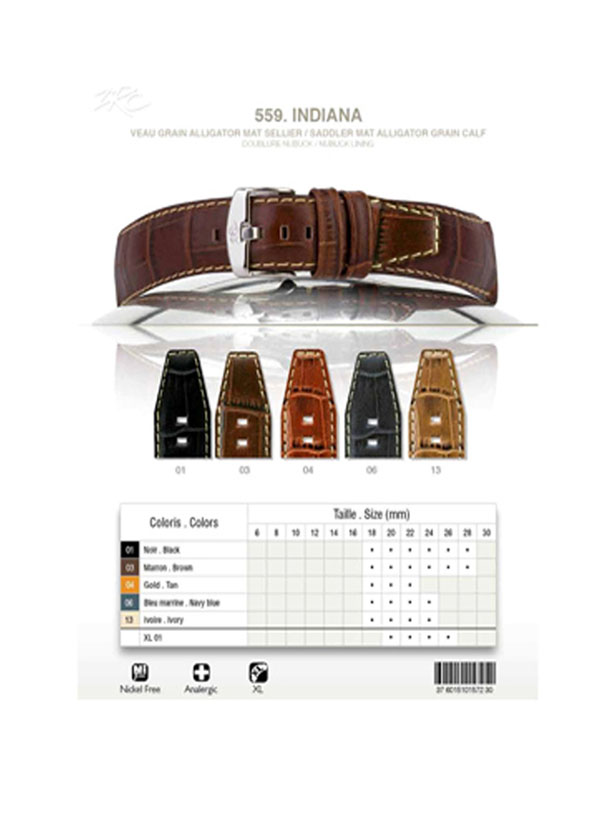 ZRC
559. INDIANA
VEAU GRAIN ALLIGATOR MAT SELLIER / SADDLER MAT ALLIGATOR GRAIN CALF
DOUBLURE NUBUCK / NUBUCK LINING
01 03 04 06 13
Coloris . Colors
Taille . Size (mm)
6 8 10 12 14 16 18 20 22 24 26 28 30
01 Noir . Black
03 Marron . Brown
04 Gold . Tan
06 Bleu marine . Navy blue
13 Ivoire . Ivory
XL 01
Nickel Free
Analergic
XL